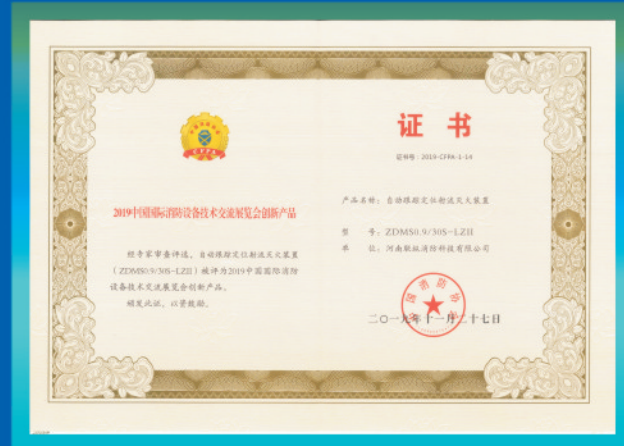 CFPA
2019中国国际消防设备技术交流展览会创新产品
经专家审查评选，自动跟踪定位射流灭火装置
（ZDMS0.9/30S-LZII）被评为2019中国国际消防
设备技术交流展览会创新产品。
颁发此证，以资鼓励。
证书
证书号：2019-CFPA-1-14
产品名称：自动跟踪定位射流灭火装置
型 号：ZDMS0.9/30S-LZII
单 位：河南联纵消防科技有限公司
国消防协
二〇一九年十一月二十七日